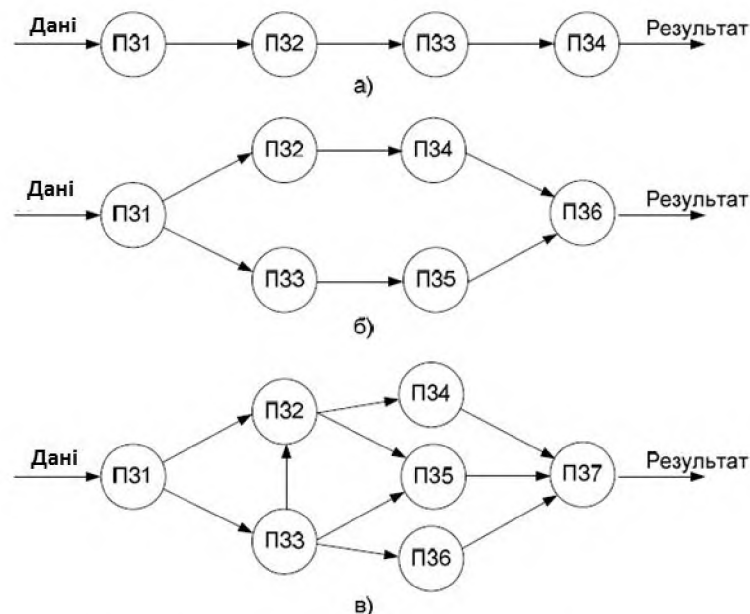 Дані ПЗ1 ПЗ2 ПЗ3 ПЗ4 Результат
а)
ПЗ2 ПЗ4
Дані ПЗ1 ПЗ6 Результат
ПЗ3 ПЗ5
б)
ПЗ2 ПЗ4
Дані ПЗ1 ПЗ5 ПЗ7 Результат
ПЗ3 ПЗ6
в)